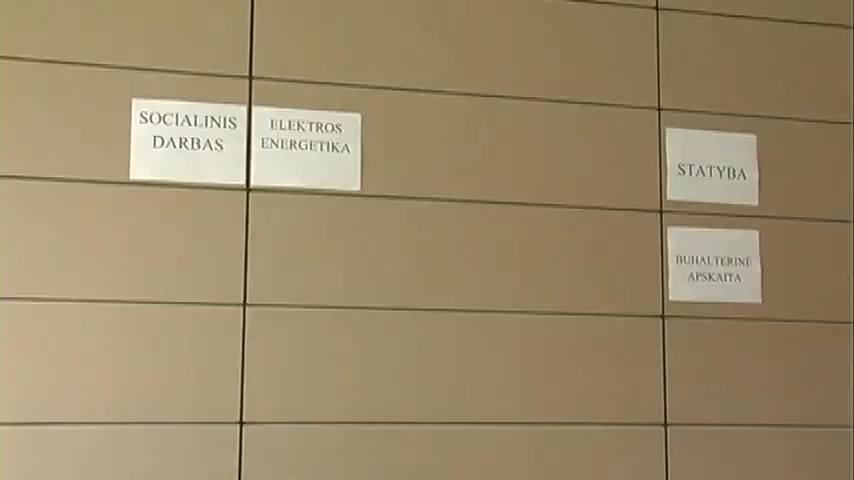 SOCIALINIS
DARBAS
ELEKTROS
ENERGETIKA
STATYBA
BUHALTERINĖ
APSKAITA